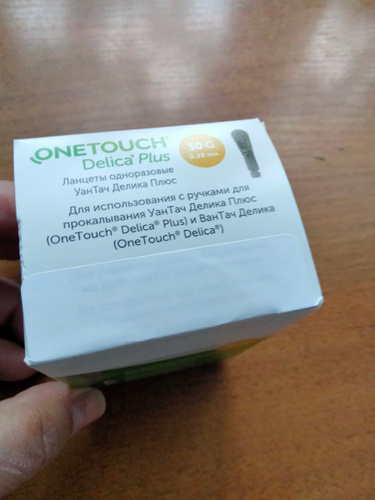 ONETOUCH®
Delica® Plus
30 G
0,32 мм
Ланцеты одноразовые
УанТач Делика Плюс
Для использования с ручками для
прокалывания УанТач Делика Плюс
(OneTouch® Delica® Plus) и ВанТач Делика
(OneTouch® Delica®)